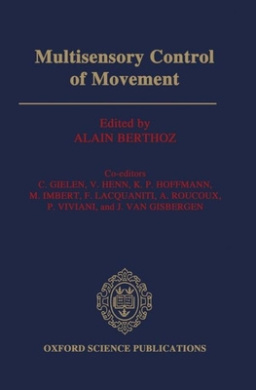 Multisensory Control
of Movement
Edited by
ALAIN BERTHOZ
Co-editors
C. GIELEN, V. HENN, K. P. HOFFMANN,
M. IMBERT, F. LACQUANITI, A. ROUCOUX,
P. VIVIANI, and J. VAN GISBERGEN
OXFORD SCIENCE PUBLICATIONS